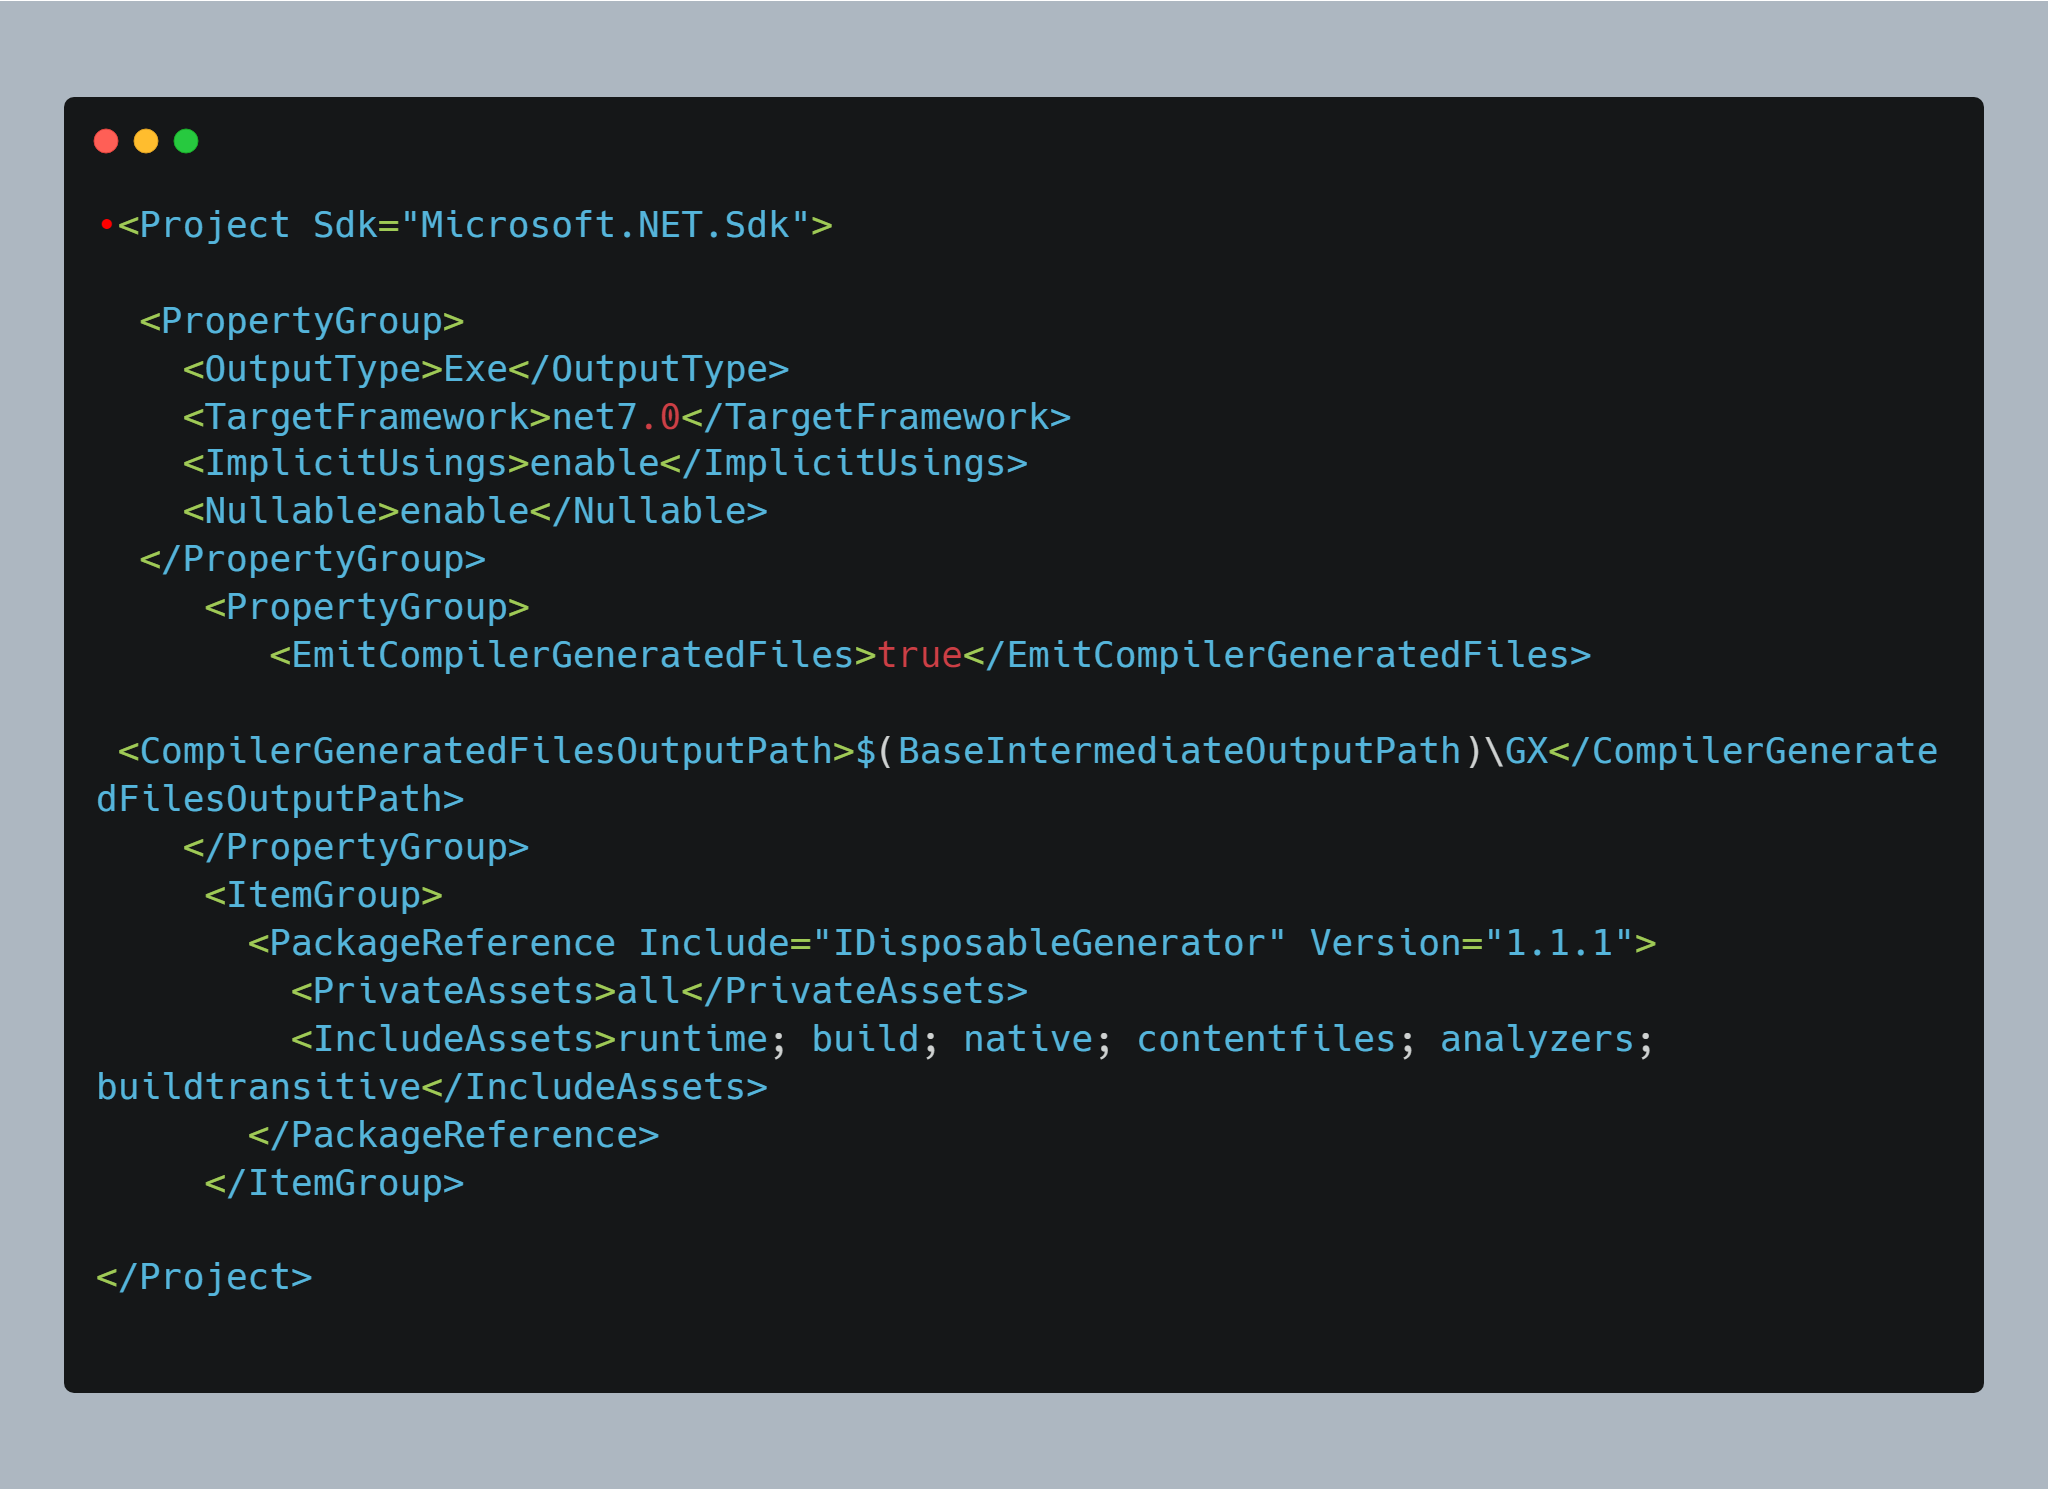 •<Project Sdk="Microsoft.NET.Sdk">
<PropertyGroup>
<OutputType>Exe</OutputType>
<TargetFramework>net7.0</TargetFramework>
<ImplicitUsings>enable</ImplicitUsings>
<Nullable>enable</Nullable>
</PropertyGroup>
<PropertyGroup>
<EmitCompilerGeneratedFiles>true</EmitCompilerGeneratedFiles>
<CompilerGeneratedFilesOutputPath>$(BaseIntermediateOutputPath)\GX</CompilerGenerate
dFilesOutputPath>
</PropertyGroup>
<ItemGroup>
<PackageReference Include="IDisposableGenerator" Version="1.1.1">
<PrivateAssets>all</PrivateAssets>
<IncludeAssets>runtime; build; native; contentfiles; analyzers;
buildtransitive</IncludeAssets>
</PackageReference>
</ItemGroup>
</Project>